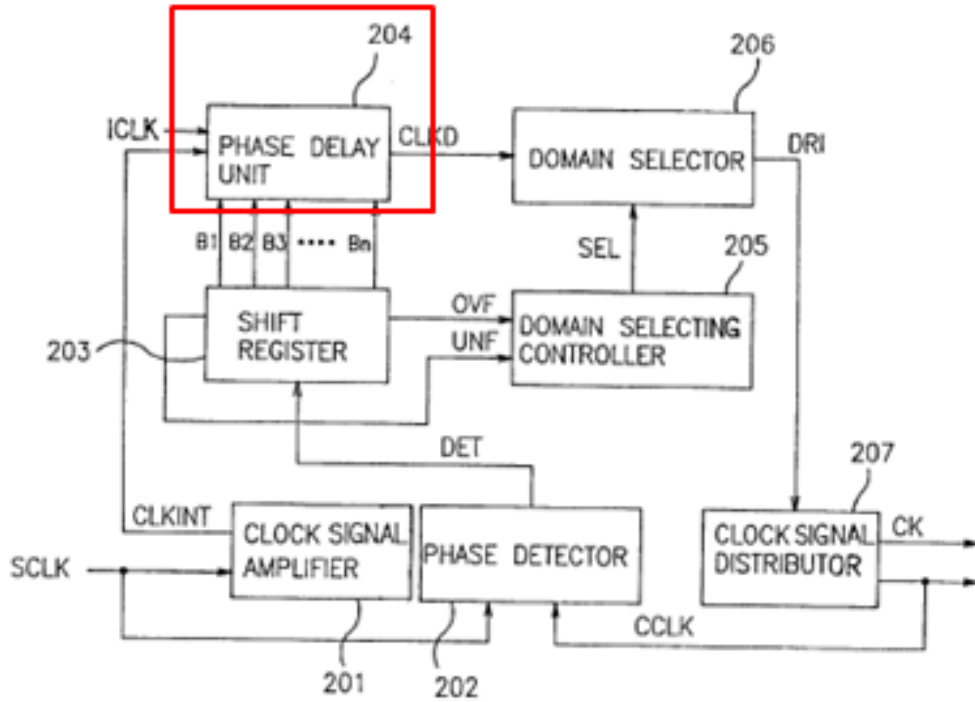 204
206
ICLK
PHASE DELAY
UNIT
CLKD
DOMAIN SELECTOR
DRI
B1 B2 B3 •••• Bn
SEL
205
SHIFT
REGISTER
OVF
UNF
DOMAIN SELECTING
CONTROLLER
203
DET
207
CLKINT
CLOCK SIGNAL
AMPLIFIER
PHASE DETECTOR
CLOCK SIGNAL
DISTRIBUTOR
CK
SCLK
CCLK
201
202